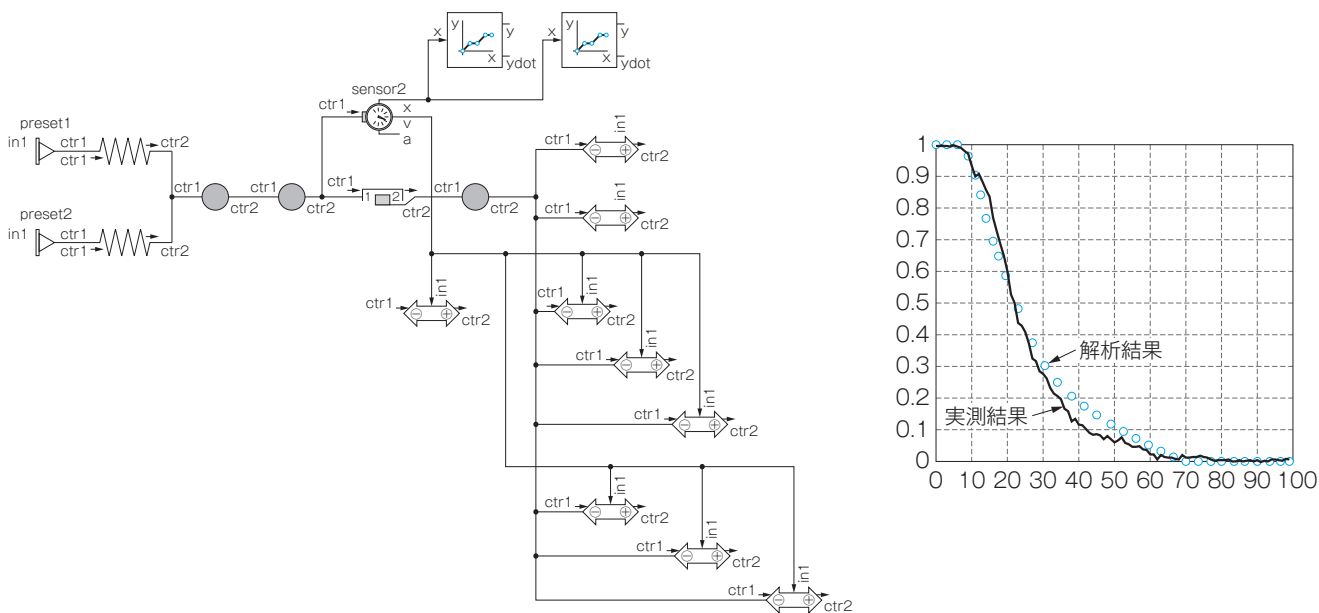 y
y
x
x
ydot
y
y
x
x
ydot
sensor2
ctr1
x
v
a
preset1
in1
ctr1
ctr1
ctr2
ctr1
ctr2
ctr1
ctr2
ctr1
1
2
ctr2
ctr1
ctr2
preset2
in1
ctr1
ctr1
ctr2
ctr1
in1
ctr2
ctr1
in1
ctr2
ctr1
in1
ctr2
ctr1
in1
ctr2
ctr1
in1
ctr2
ctr1
in1
ctr2
ctr1
in1
ctr2
ctr1
in1
ctr2
ctr1
in1
ctr2
1
0.9
0.8
0.7
0.6
0.5
0.4
0.3
0.2
0.1
0
解析結果
実測結果
0 10 20 30 40 50 60 70 80 90 100